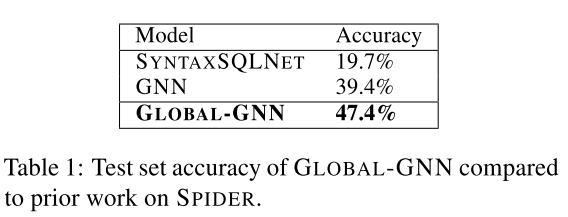 Model Accuracy
SYNTAXSQLNET 19.7%
GNN 39.4%
GLOBAL-GNN 47.4%
Table 1: Test set accuracy of GLOBAL-GNN compared
to prior work on SPIDER.